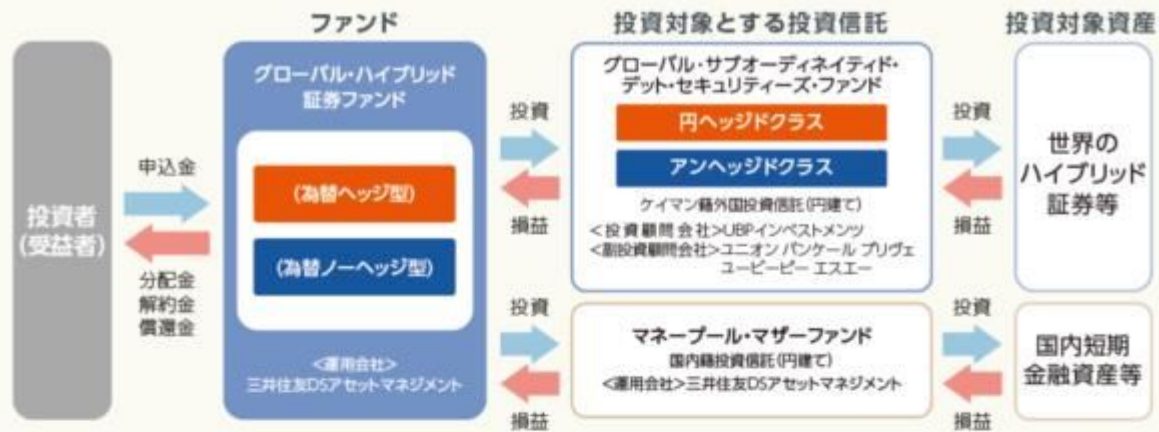 ファンド
投資対象とする投資信託
投資対象資産
投資者
(受益者)
申込金
分配金
解約金
償還金
グローバル・ハイブリッド
証券ファンド
(為替ヘッジ型)
(為替ノーヘッジ型)
<運用会社>
三井住友DSアセットマネジメント
投資
損益
グローバル・サブオーディネイティド・
デット・セキュリティーズ・ファンド
円ヘッジドクラス
アンヘッジドクラス
ケイマン籍外国投資信託(円建て)
<投資顧問会社>UBPインベストメンツ
<副投資顧問会社>ユニオン バンケール プリヴェ
ユービーピー エスエー
投資
損益
世界の
ハイブリッド
証券等
投資
損益
マネープール・マザーファンド
国内籍投資信託(円建て)
<運用会社>三井住友DSアセットマネジメント
投資
損益
国内短期
金融資産等